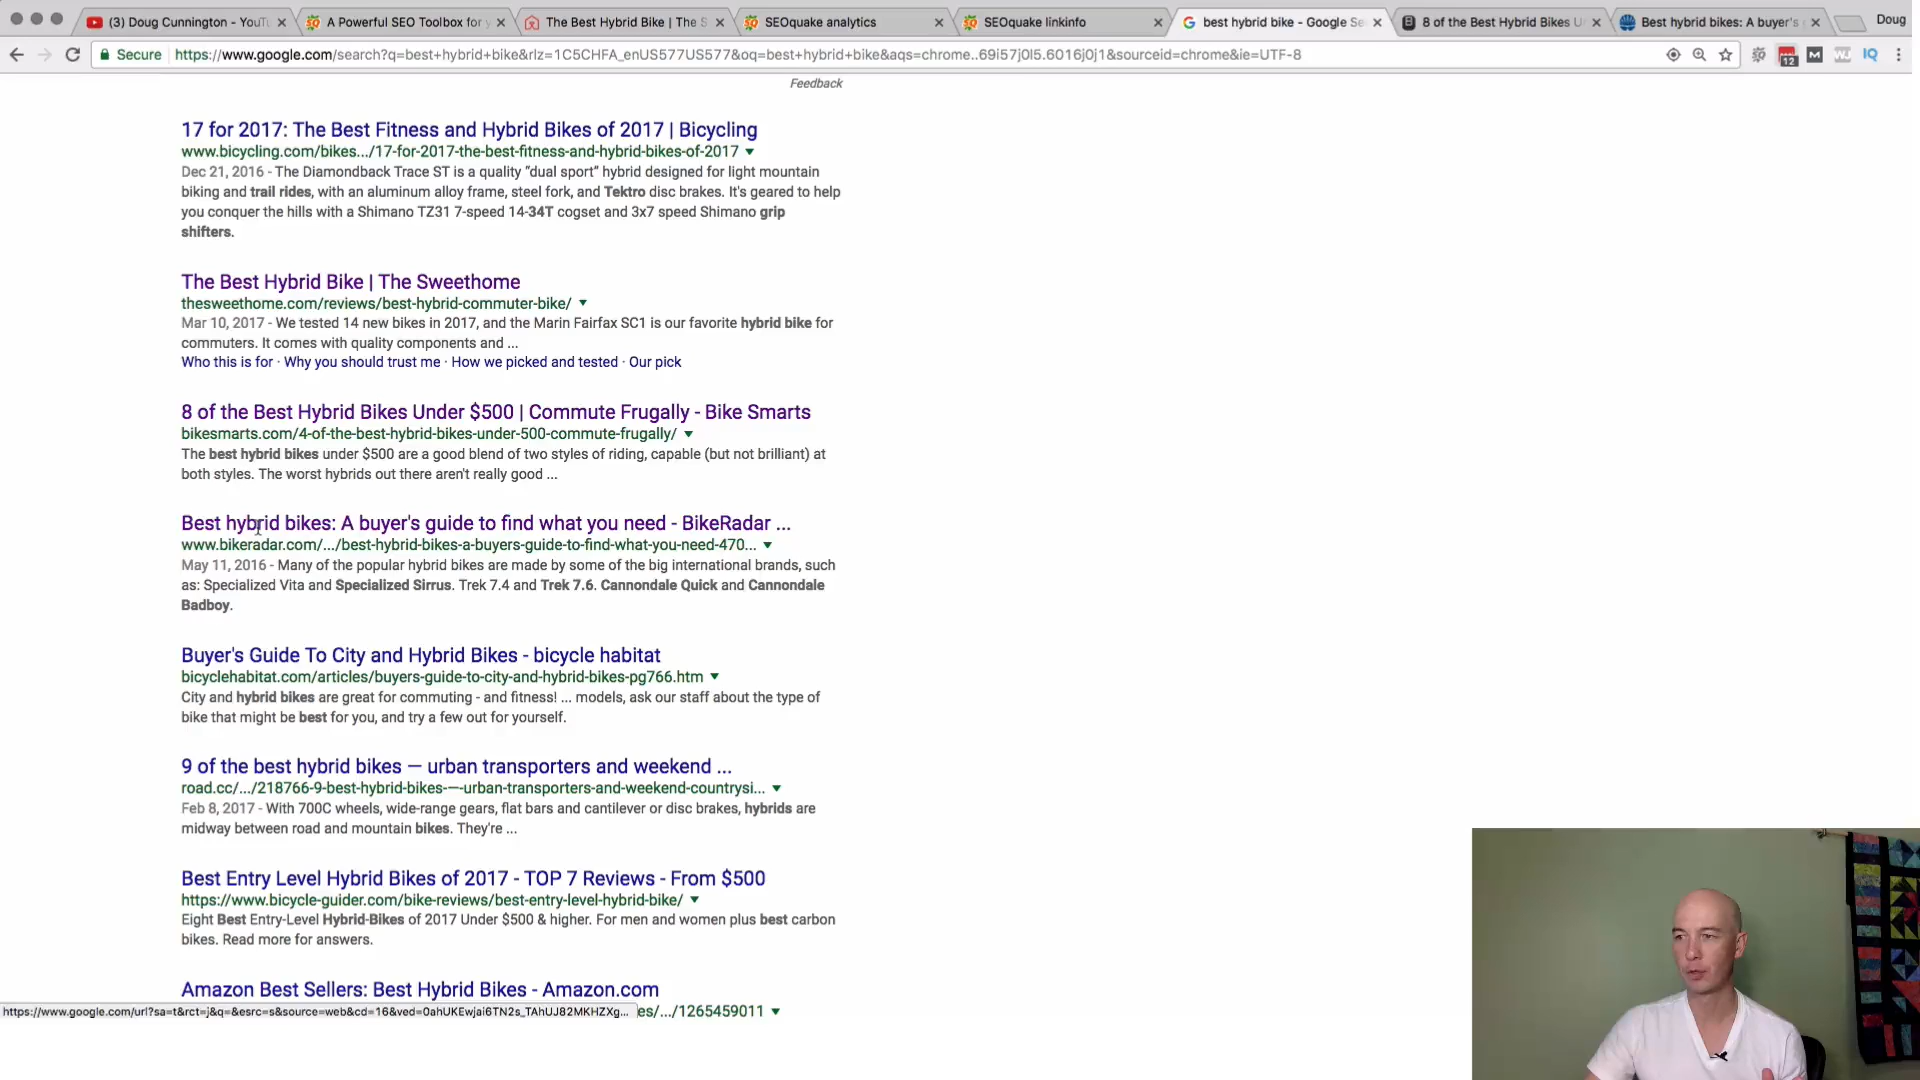 (3) Doug Cunnington - YouTu
A Powerful SEO Toolbox for y
The Best Hybrid Bike | The S
SEOquake analytics
SEOquake linkinfo
best hybrid bike - Google Se
8 of the Best Hybrid Bikes U
Best hybrid bikes: A buyer's
Doug
Secure
https://www.google.com/search?q=best+hybrid+bike&rlz=1C5CHFA_enUS577US577&oq=best+hybrid+bike&aqs=chrome..69i57j0l5.6016j0j1&sourceid=chrome&ie=UTF-8
12
Feedback
17 for 2017: The Best Fitness and Hybrid Bikes of 2017 | Bicycling
www.bicycling.com/bikes.../17-for-2017-the-best-fitness-and-hybrid-bikes-of-2017
Dec 21, 2016 - The Diamondback Trace ST is a quality “dual sport” hybrid designed for light mountain
biking and trail rides, with an aluminum alloy frame, steel fork, and Tektro disc brakes. It's geared to help
you conquer the hills with a Shimano TZ31 7-speed 14-34T cogset and 3x7 speed Shimano grip
shifters.
The Best Hybrid Bike | The Sweethome
thesweethome.com/reviews/best-hybrid-commuter-bike/
Mar 10, 2017 - We tested 14 new bikes in 2017, and the Marin Fairfax SC1 is our favorite hybrid bike for
commuters. It comes with quality components and ...
Who this is for · Why you should trust me · How we picked and tested · Our pick
8 of the Best Hybrid Bikes Under $500 | Commute Frugally - Bike Smarts
bikesmarts.com/4-of-the-best-hybrid-bikes-under-500-commute-frugally/
The best hybrid bikes under $500 are a good blend of two styles of riding, capable (but not brilliant) at
both styles. The worst hybrids out there aren't really good ...
Best hybrid bikes: A buyer's guide to find what you need - BikeRadar ...
www.bikeradar.com/.../best-hybrid-bikes-a-buyers-guide-to-find-what-you-need-470...
May 11, 2016 - Many of the popular hybrid bikes are made by some of the big international brands, such
as: Specialized Vita and Specialized Sirrus. Trek 7.4 and Trek 7.6. Cannondale Quick and Cannondale
Badboy.
Buyer's Guide To City and Hybrid Bikes - bicycle habitat
bicyclehabitat.com/articles/buyers-guide-to-city-and-hybrid-bikes-pg766.htm
City and hybrid bikes are great for commuting - and fitness! ... models, ask our staff about the type of
bike that might be best for you, and try a few out for yourself.
9 of the best hybrid bikes — urban transporters and weekend ...
road.cc/.../218766-9-best-hybrid-bikes-—-urban-transporters-and-weekend-countrysi...
Feb 8, 2017 - With 700C wheels, wide-range gears, flat bars and cantilever or disc brakes, hybrids are
midway between road and mountain bikes. They're ...
Best Entry Level Hybrid Bikes of 2017 - TOP 7 Reviews - From $500
https://www.bicycle-guider.com/bike-reviews/best-entry-level-hybrid-bike/
Eight Best Entry-Level Hybrid-Bikes of 2017 Under $500 & higher. For men and women plus best carbon
bikes. Read more for answers.
Amazon Best Sellers: Best Hybrid Bikes - Amazon.com
https://www.google.com/url?sa=t&rct=j&q=&esrc=s&source=web&cd=16&ved=0ahUKEwjai6TN2s_TAhUJ82MKHZXg...
es/.../1265459011